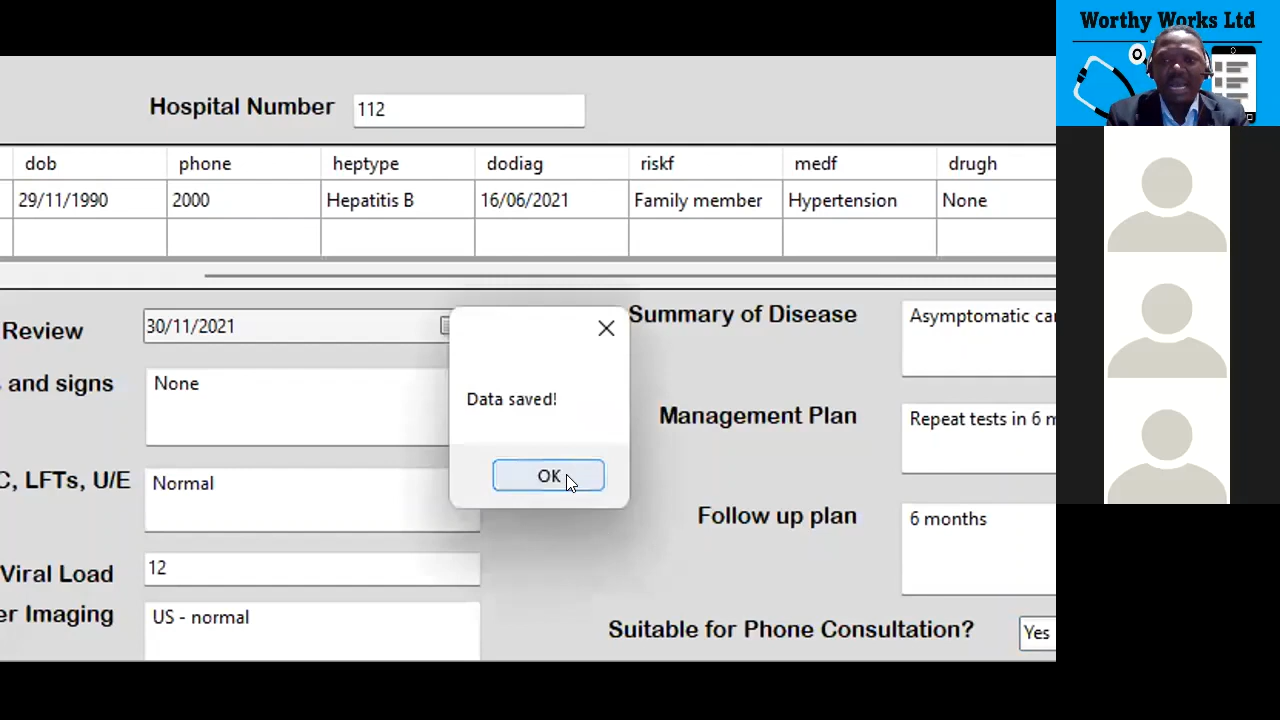 Worthy Works Ltd
Hospital Number 112
dob phone heptype dodiag riskf medf drugh
29/11/1990 2000 Hepatitis B 16/06/2021 Family member Hypertension None
Review 30/11/2021
and signs None
C, LFTs, U/E Normal
Viral Load 12
er Imaging US - normal
Data saved!
OK
Summary of Disease Asymptomatic car
Management Plan Repeat tests in 6 m
Follow up plan 6 months
Suitable for Phone Consultation? Yes